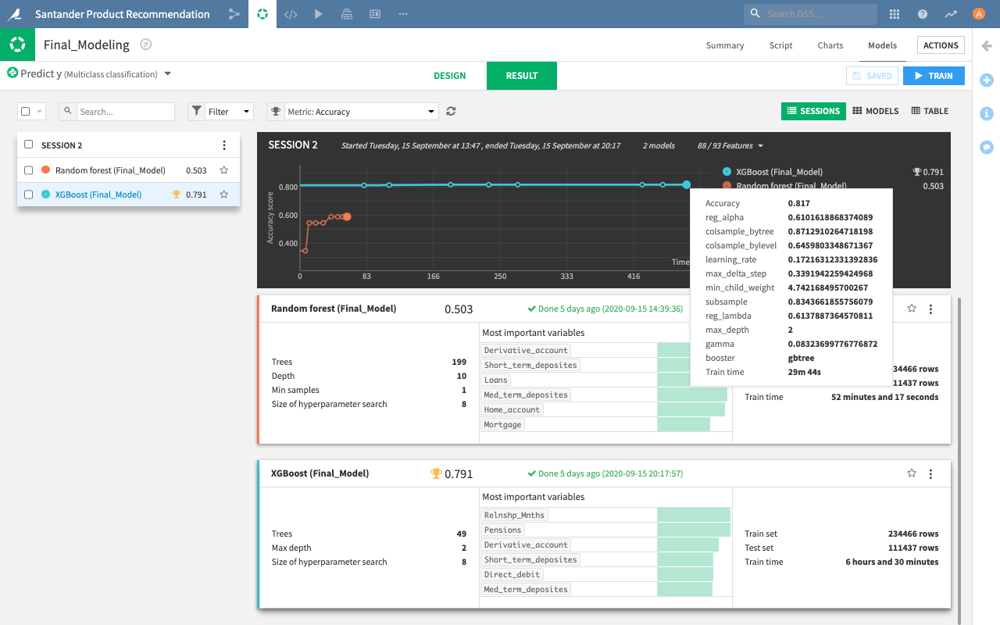 Santander Product Recommendation
Search DSS...
A
Final_Modeling
Summary
Script
Charts
Models
ACTIONS
Predict y (Multiclass classification)
DESIGN
RESULT
SAVED
TRAIN
Search...
Filter
Metric: Accuracy
SESSIONS
MODELS
TABLE
SESSION 2
Random forest (Final_Model) 0.503
XGBoost (Final_Model) 0.791
SESSION 2
Started Tuesday, 15 September at 13:47 , ended Tuesday, 15 September at 20:17
2 models
88 / 93 Features
Accuracy score
0.800
0.600
0.400
0 83 166 250 333 416
Time
XGBoost (Final_Model) 0.791
Random forest (Final_Model) 0.503
Accuracy 0.817
reg_alpha 0.6101618868374089
colsample_bytree 0.8712910264718198
colsample_bylevel 0.6459803348671367
learning_rate 0.17216312331392836
max_delta_step 0.3391942259424968
min_child_weight 4.742168495700267
subsample 0.8343661855756079
reg_lambda 0.6137887364570811
max_depth 2
gamma 0.08323699776776872
booster gbtree
Train time 29m 44s
Random forest (Final_Model)
0.503
Done 5 days ago (2020-09-15 14:39:36)
Trees 199
Depth 10
Min samples 1
Size of hyperparameter search 8
Most important variables
Derivative_account
Short_term_deposites
Loans
Med_term_deposites
Home_account
Mortgage
34466 rows
11437 rows
Train time 52 minutes and 17 seconds
XGBoost (Final_Model)
0.791
Done 5 days ago (2020-09-15 20:17:57)
Trees 49
Max depth 2
Size of hyperparameter search 8
Most important variables
Relnshp_Mnths
Pensions
Derivative_account
Short_term_deposites
Direct_debit
Med_term_deposites
Train set 234466 rows
Test set 111437 rows
Train time 6 hours and 30 minutes